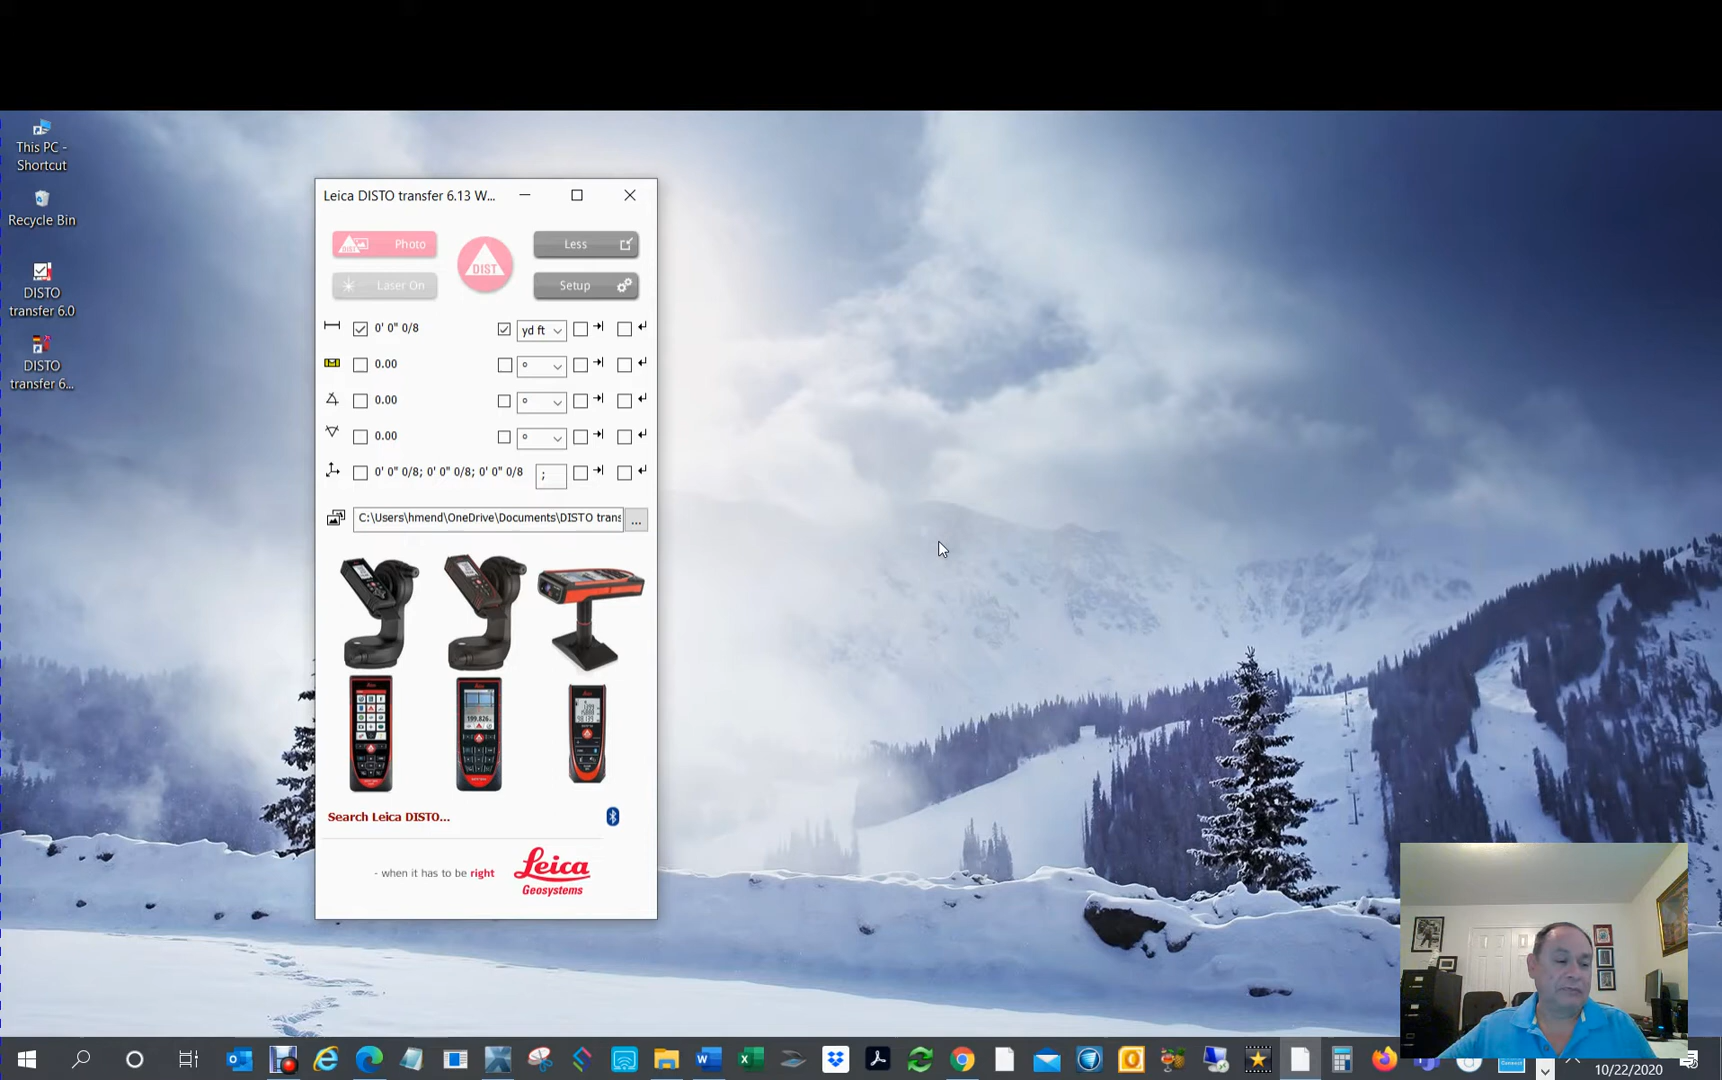 This PC -
Shortcut
Recycle Bin
DISTO
transfer 6.0
DISTO
transfer 6...
Leica DISTO transfer 6.13 W...
Photo
DIST
Less
Laser On
Setup
0' 0" 0/8
yd ft
0.00
°
0.00
°
0.00
°
0' 0" 0/8; 0' 0" 0/8; 0' 0" 0/8
;
C:\Users\hmend\OneDrive\Documents\DISTO trans
...
199.826
Search Leica DISTO...
- when it has to be right
Leica
Geosystems
10/22/2020